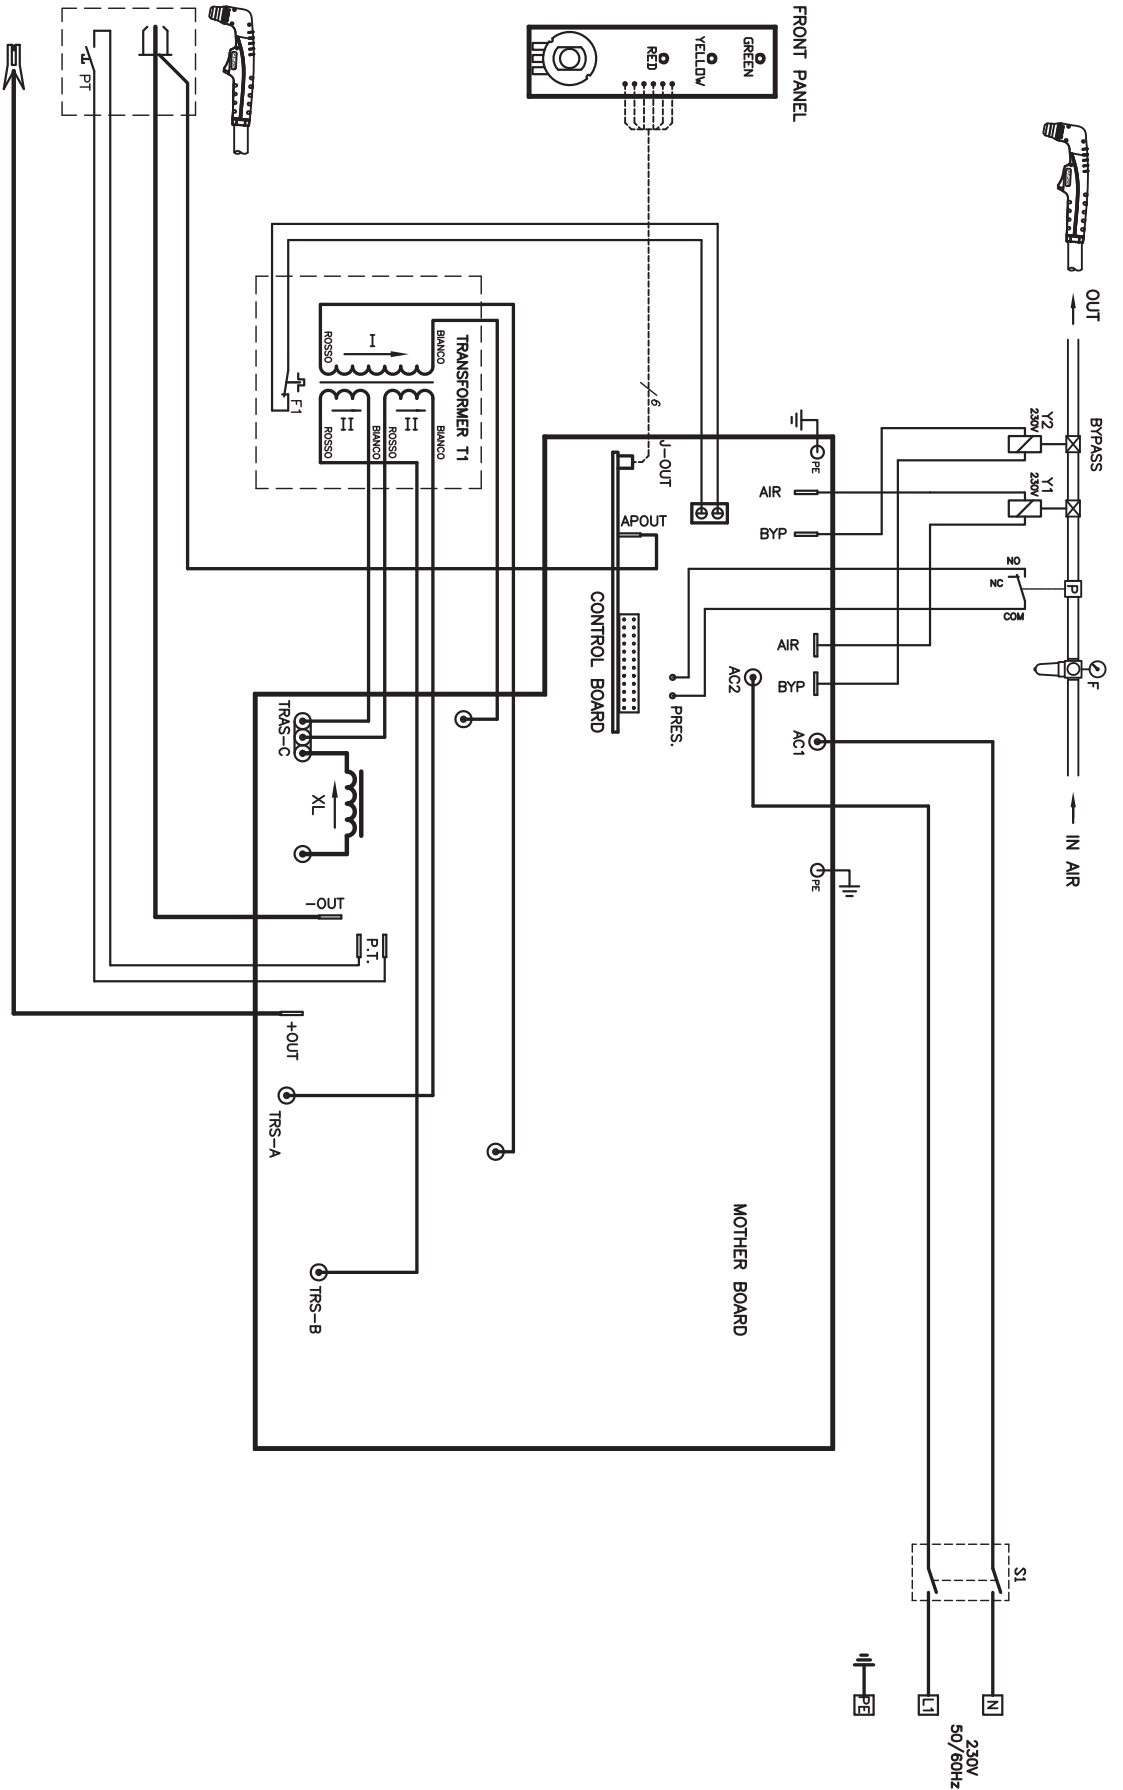 FRONT PANEL
GREEN
YELLOW
RED
OUT
BYPASS
IN AIR
Y2
230V
Y1
230V
NO
NC
COM
P
F
PT
TRANSFORMER T1
BIANCO
ROSSO
I
BIANCO
ROSSO
II
BIANCO
ROSSO
II
F1
6
J-OUT
PE
AIR
BYP
APOUT
CONTROL BOARD
AIR
BYP
PRES.
AC2
AC1
PE
TRAS-C
XL
-OUT
P.T.
+OUT
TRS-A
TRS-B
MOTHER BOARD
S1
PE
L1
N
230V
50/60Hz